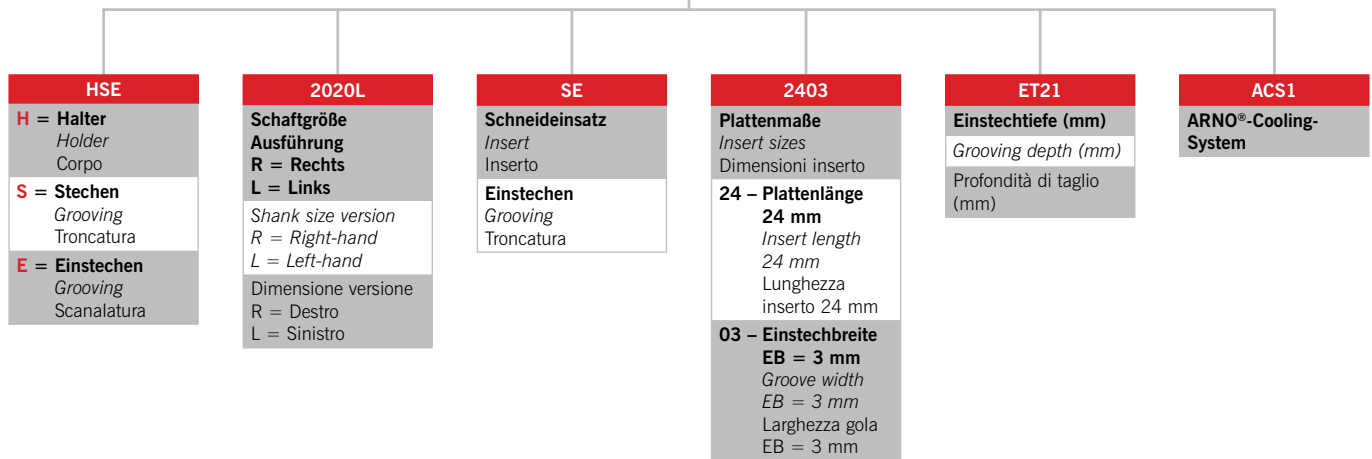 HSE
H = Halter
Holder
Corpo
S = Stechen
Grooving
Troncatura
E = Einstechen
Grooving
Scanalatura
2020L
Schaftgröße
Ausführung
R = Rechts
L = Links
Shank size version
R = Right-hand
L = Left-hand
Dimensione versione
R = Destro
L = Sinistro
SE
Schneideinsatz
Insert
Inserto
Einstechen
Grooving
Troncatura
2403
Plattenmaße
Insert sizes
Dimensioni inserto
24 – Plattenlänge
24 mm
Insert length
24 mm
Lunghezza
inserto 24 mm
03 – Einstechbreite
EB = 3 mm
Groove width
EB = 3 mm
Larghezza gola
EB = 3 mm
ET21
Einstechtiefe (mm)
Grooving depth (mm)
Profondità di taglio
(mm)
ACS1
ARNO®-Cooling-
System